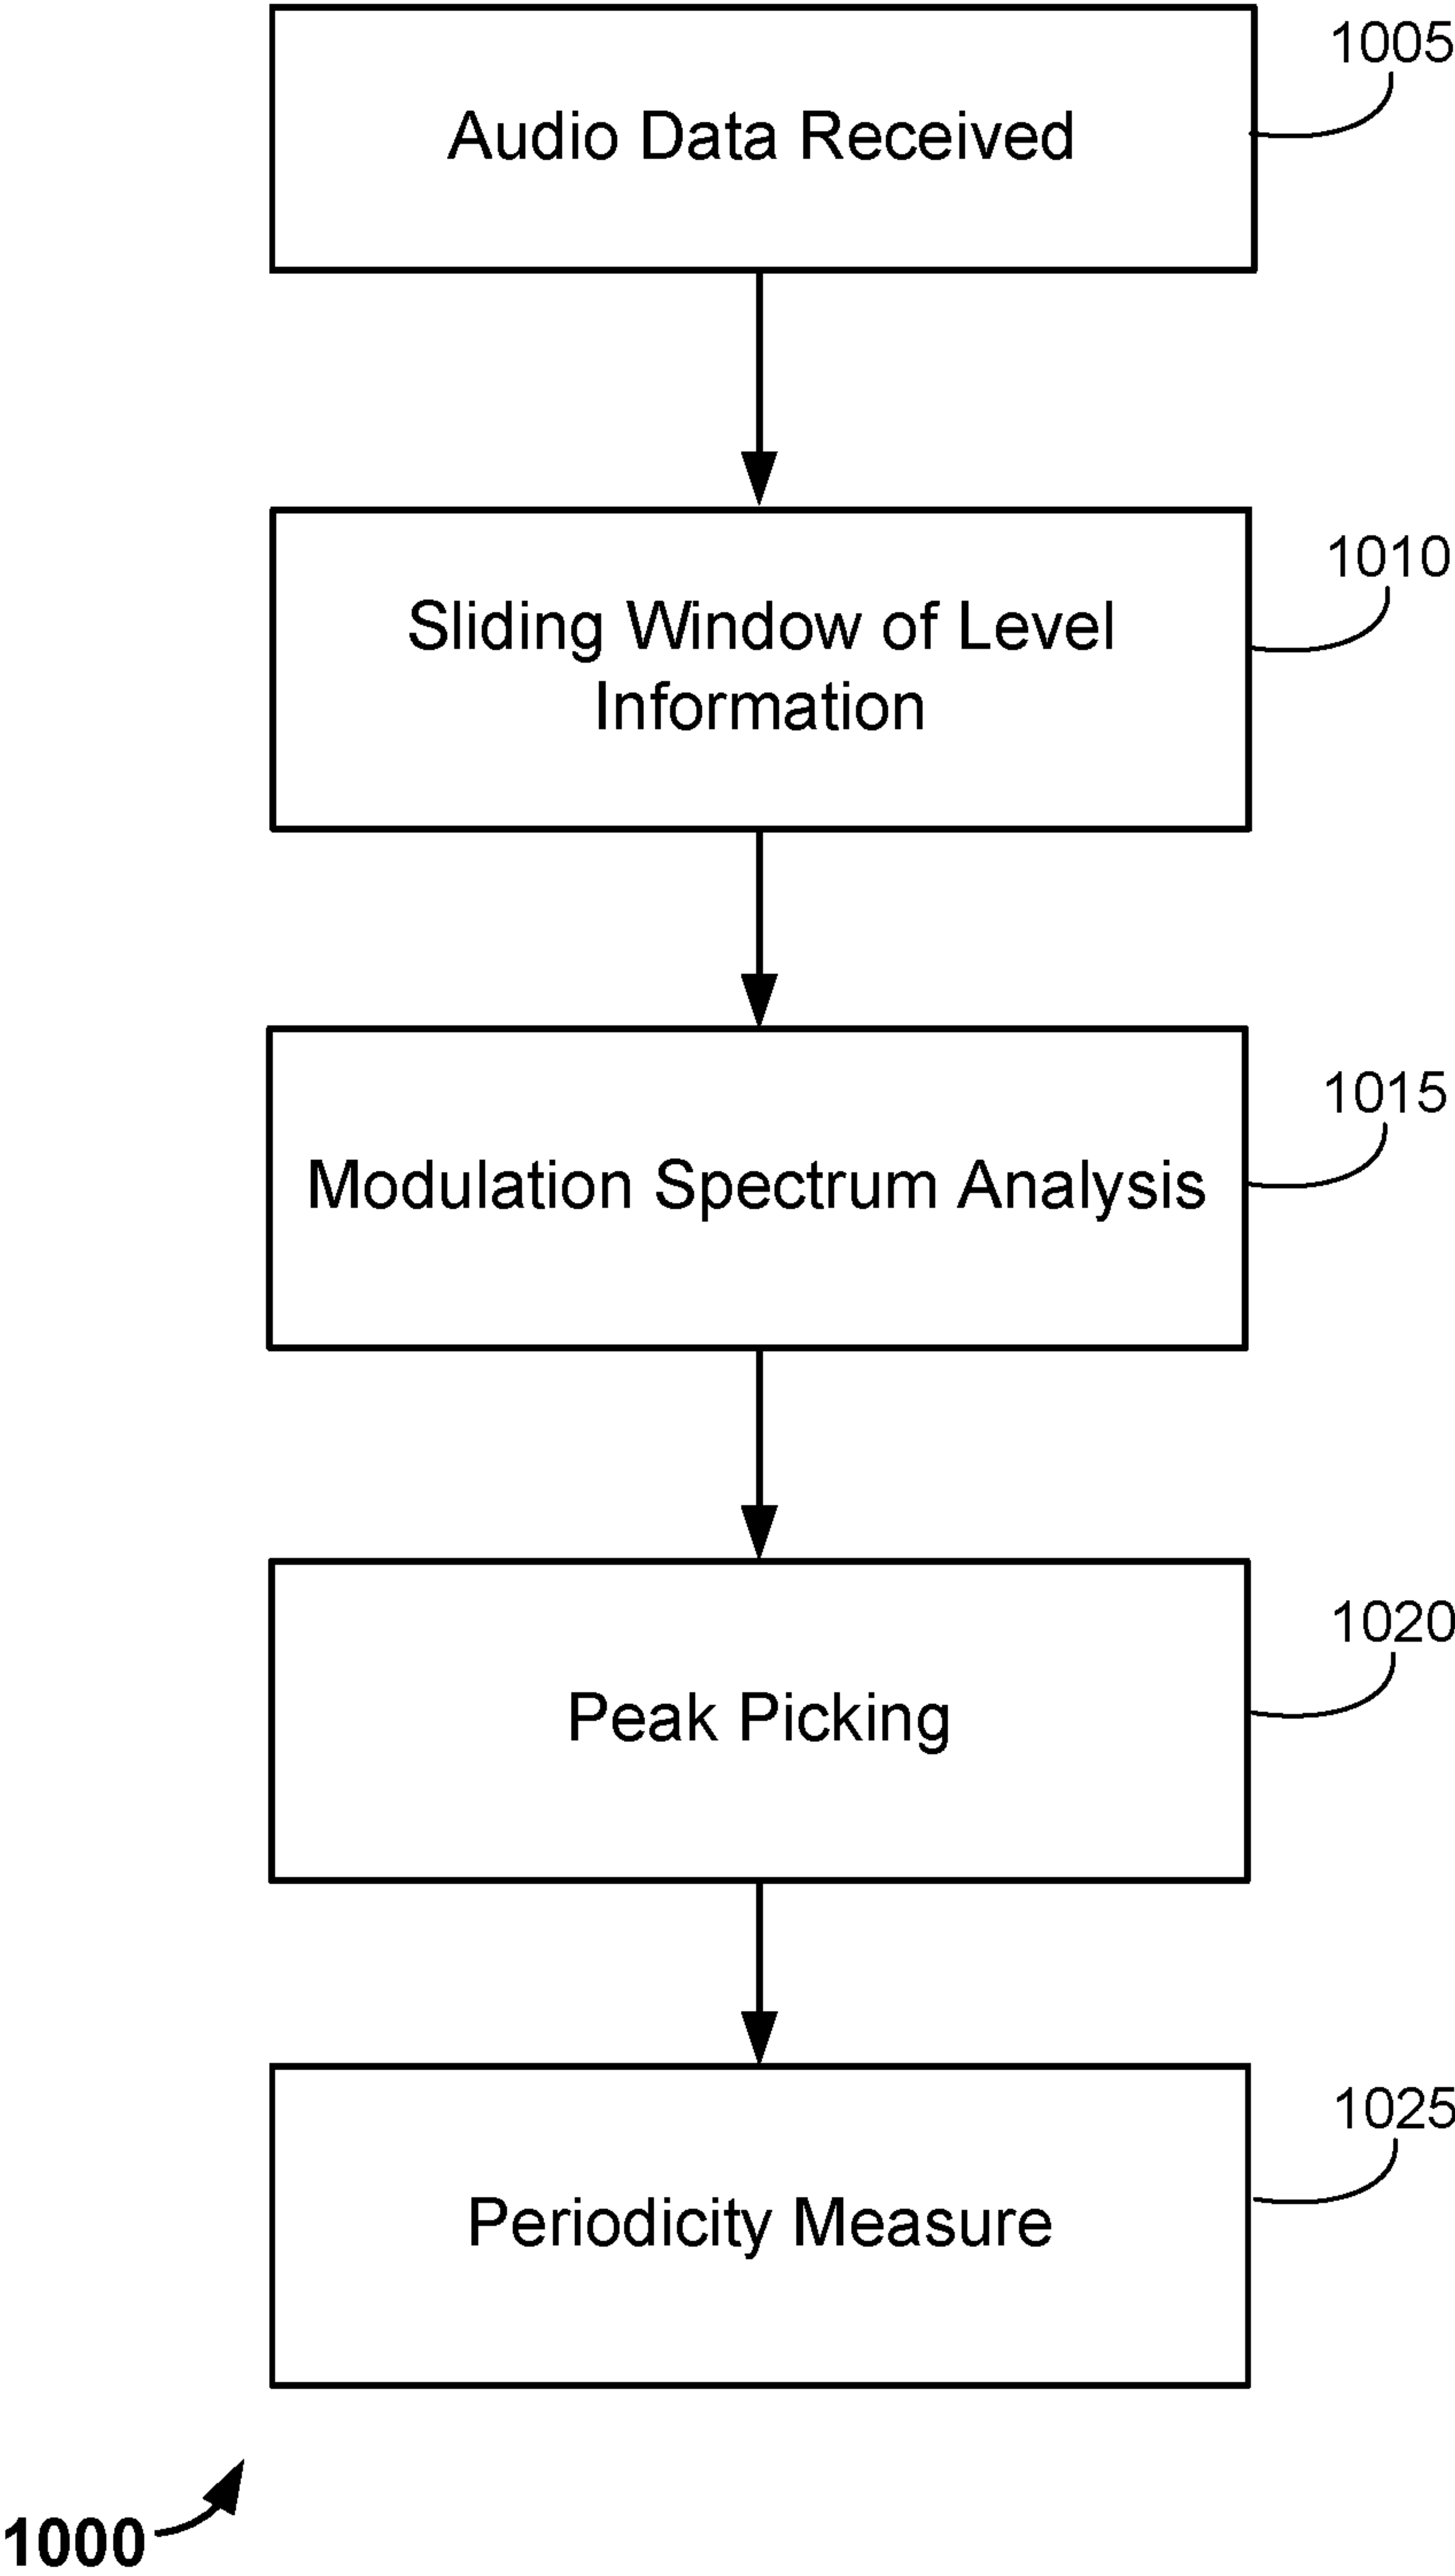 1005
Audio Data Received
1010
Sliding Window of Level
Information
1015
Modulation Spectrum Analysis
1020
Peak Picking
1025
Periodicity Measure
1000